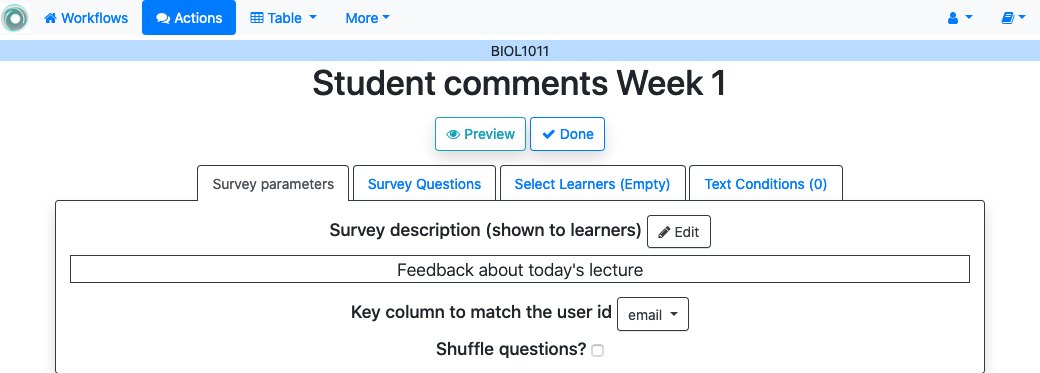 Workflows Actions Table More
BIOL1011
Student comments Week 1
Preview Done
Survey parameters Survey Questions Select Learners (Empty) Text Conditions (0)
Survey description (shown to learners) Edit
Feedback about today's lecture
Key column to match the user id email
Shuffle questions?